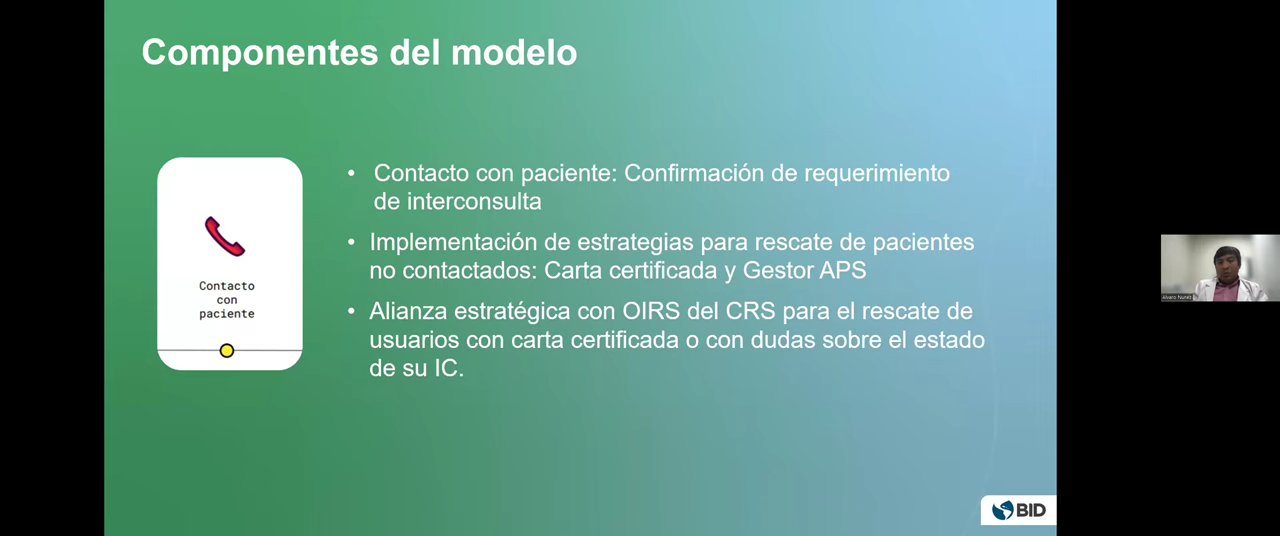 Componentes del modelo
Contacto
con
paciente
• Contacto con paciente: Confirmación de requerimiento
de interconsulta
• Implementación de estrategias para rescate de pacientes
no contactados: Carta certificada y Gestor APS
• Alianza estratégica con OIRS del CRS para el rescate de
usuarios con carta certificada o con dudas sobre el estado
de su IC.
Alvaro Nunez
BID